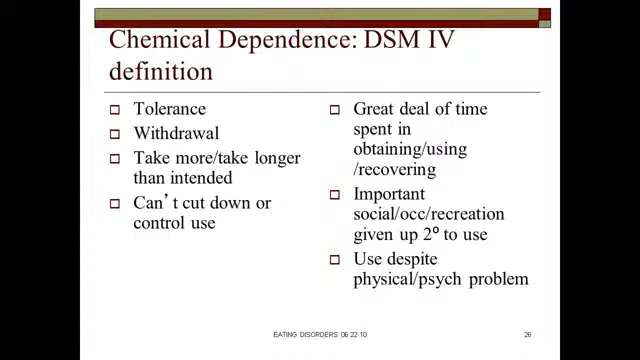 Chemical Dependence: DSM IV
definition
Tolerance
Withdrawal
Take more/take longer
than intended
Can't cut down or
control use
Great deal of time
spent in
obtaining/using
/recovering
Important
social/occ/recreation
given up 2º to use
Use despite
physical/psych problem
EATING DISORDERS 06 22 10
26